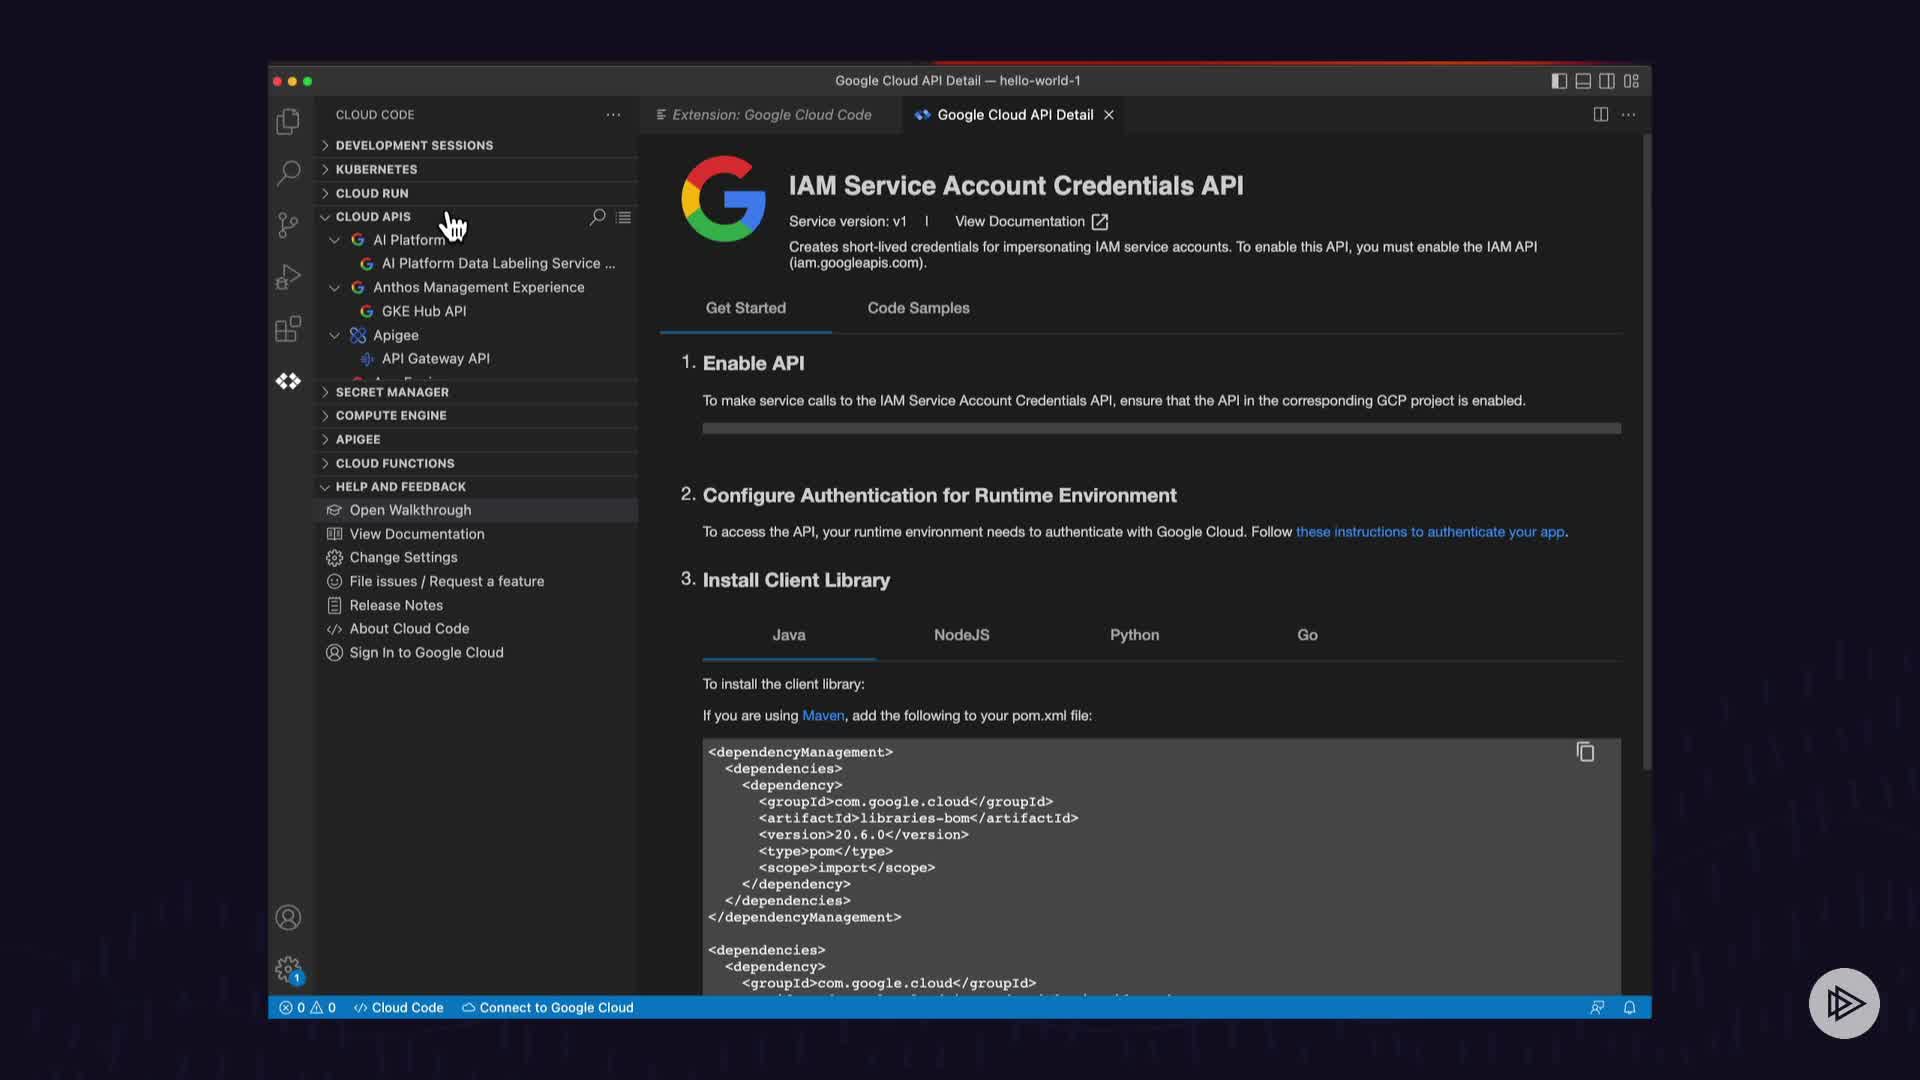 Google Cloud API Detail — hello-world-1
CLOUD CODE
DEVELOPMENT SESSIONS
KUBERNETES
CLOUD RUN
CLOUD APIS
AI Platform
AI Platform Data Labeling Service ...
Anthos Management Experience
GKE Hub API
Apigee
API Gateway API
SECRET MANAGER
COMPUTE ENGINE
APIGEE
CLOUD FUNCTIONS
HELP AND FEEDBACK
Open Walkthrough
View Documentation
Change Settings
File issues / Request a feature
Release Notes
About Cloud Code
Sign In to Google Cloud
1
Extension: Google Cloud Code
Google Cloud API Detail
IAM Service Account Credentials API
Service version: v1 | View Documentation
Creates short-lived credentials for impersonating IAM service accounts. To enable this API, you must enable the IAM API
(iam.googleapis.com).
Get Started Code Samples
1. Enable API
To make service calls to the IAM Service Account Credentials API, ensure that the API in the corresponding GCP project is enabled.
2. Configure Authentication for Runtime Environment
To access the API, your runtime environment needs to authenticate with Google Cloud. Follow these instructions to authenticate your app.
3. Install Client Library
Java NodeJS Python Go
To install the client library:
If you are using Maven, add the following to your pom.xml file:
<dependencyManagement>
<dependencies>
<dependency>
<groupId>com.google.cloud</groupId>
<artifactId>libraries-bom</artifactId>
<version>20.6.0</version>
<type>pom</type>
<scope>import</scope>
</dependency>
</dependencies>
</dependencyManagement>
<dependencies>
<dependency>
<groupId>com.google.cloud</groupId>
0 0 Cloud Code Connect to Google Cloud